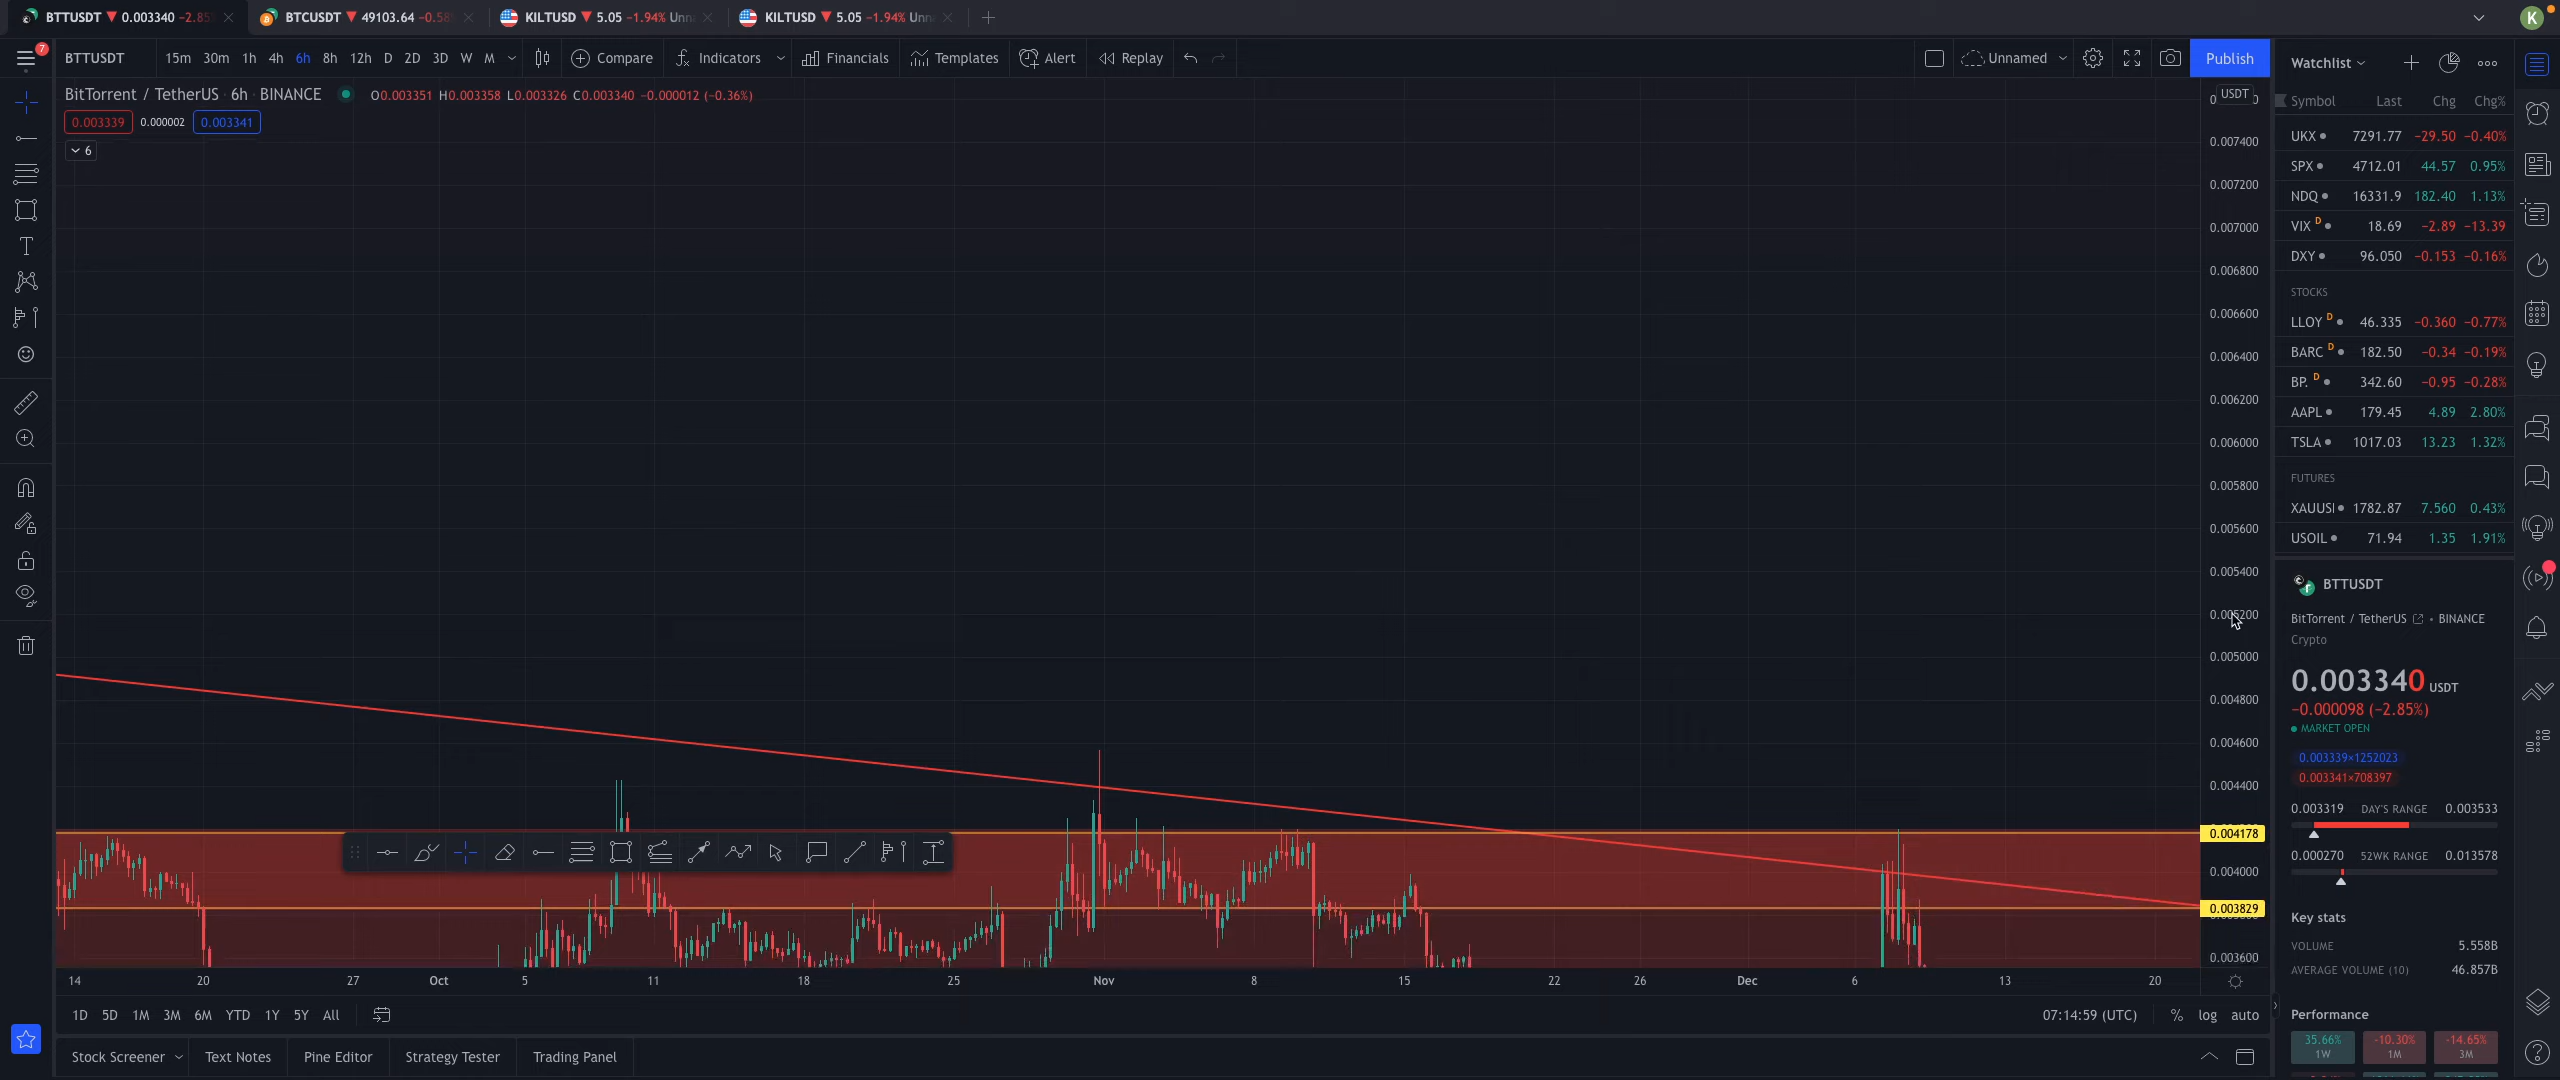 BTTUSDT ▼ 0.003340 −2.85
BTCUSDT ▼ 49103.64 −0.58
KILTUSD ▼ 5.05 −1.94% Unn
KILTUSD ▼ 5.05 −1.94% Unn
K
7
BTTUSDT 15m 30m 1h 4h 6h 8h 12h D 2D 3D W M Compare Indicators Financials Templates Alert Replay Unnamed Publish
BitTorrent / TetherUS 6h BINANCE O0.003351 H0.003358 L0.003326 C0.003340 −0.000012 (−0.36%)
0.003339 0.000002 0.003341
6
USDT
0.007400
0.007200
0.007000
0.006800
0.006600
0.006400
0.006200
0.006000
0.005800
0.005600
0.005400
0.005200
0.005000
0.004800
0.004600
0.004400
0.004178
0.004000
0.003829
0.003600
14 20 27 Oct 5 11 18 25 Nov 8 15 22 26 Dec 6 13 20
1D 5D 1M 3M 6M YTD 1Y 5Y All 07:14:59 (UTC) % log auto
Stock Screener Text Notes Pine Editor Strategy Tester Trading Panel
Watchlist
Symbol Last Chg Chg%
UKX 7291.77 −29.50 −0.40%
SPX 4712.01 44.57 0.95%
NDQ 16331.9 182.40 1.13%
VIX D 18.69 −2.89 −13.39
DXY 96.050 −0.153 −0.16%
STOCKS
LLOY D 46.335 −0.360 −0.77%
BARC D 182.50 −0.34 −0.19%
BP. D 342.60 −0.95 −0.28%
AAPL 179.45 4.89 2.80%
TSLA 1017.03 13.23 1.32%
FUTURES
XAUUSI 1782.87 7.560 0.43%
USOIL 71.94 1.35 1.91%
BTTUSDT
BitTorrent / TetherUS • BINANCE
Crypto
0.003340 USDT
−0.000098 (−2.85%)
MARKET OPEN
0.003339×1252023
0.003341×708397
0.003319 DAY'S RANGE 0.003533
0.000270 52WK RANGE 0.013578
Key stats
VOLUME 5.558B
AVERAGE VOLUME (10) 46.857B
Performance
35.66% -10.30% -14.65%
1W 1M 3M